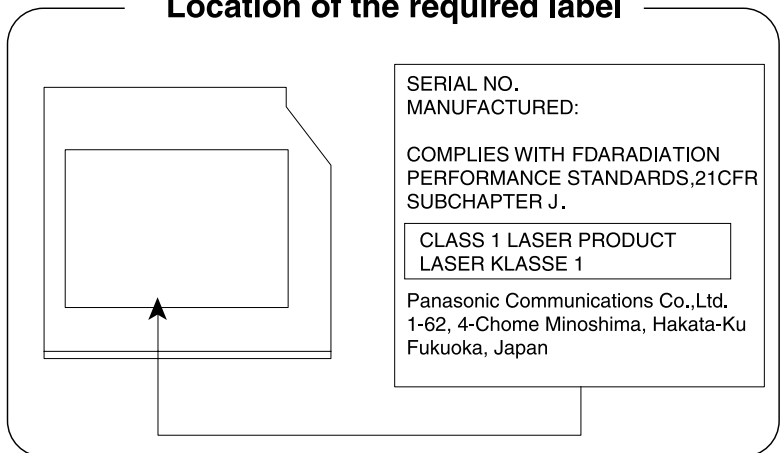 Location of the required label
SERIAL NO.
MANUFACTURED:
COMPLIES WITH FDARADIATION
PERFORMANCE STANDARDS,21CFR
SUBCHAPTER J.
CLASS 1 LASER PRODUCT
LASER KLASSE 1
Panasonic Communications Co.,Ltd.
1-62, 4-Chome Minoshima, Hakata-Ku
Fukuoka, Japan